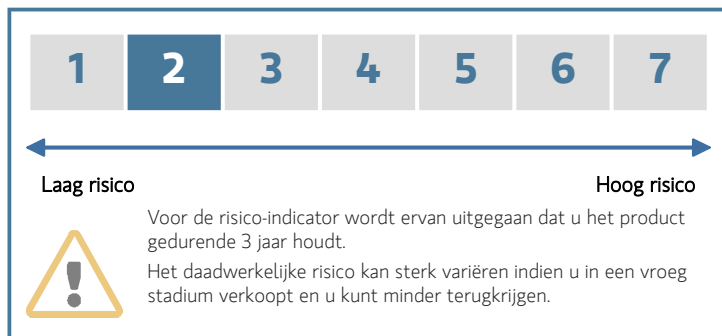 1 2 3 4 5 6 7
Laag risico Hoog risico
Voor de risico-indicator wordt ervan uitgegaan dat u het product
gedurende 3 jaar houdt.
Het daadwerkelijke risico kan sterk variëren indien u in een vroeg
stadium verkoopt en u kunt minder terugkrijgen.